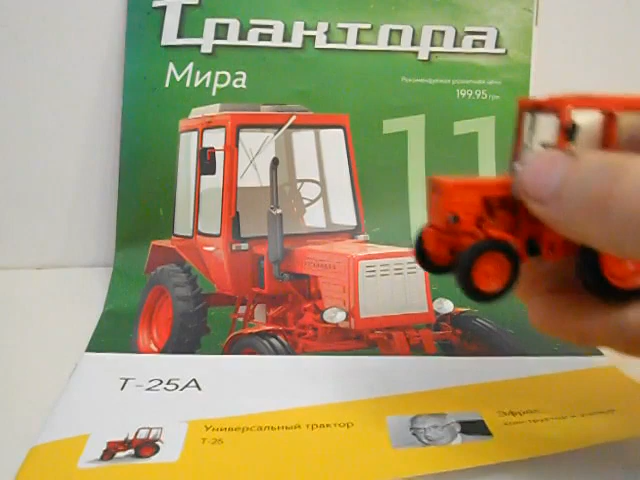 Трактора
Мира
Рекомендуемая розничная цена
199.95 грн
11
Т-25А
Универсальный трактор
Т-25